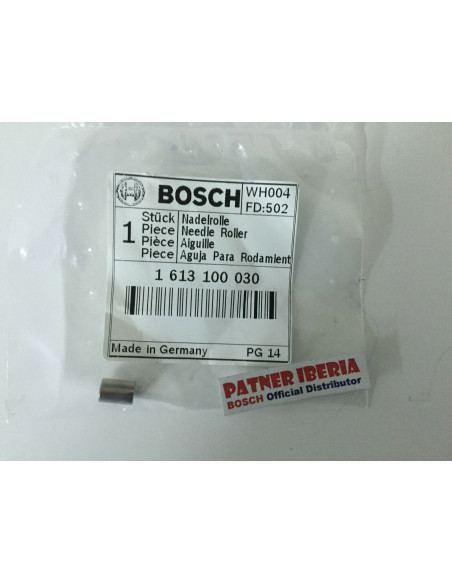 BOSCH
WH004
FD:502
1
Stück Nadelrolle
Piece Needle Roller
Pièce Aiguille
Piece Aguja Para Rodamient
1 613 100 030
Made in Germany PG 14
PATNER IBERIA
BOSCH Official Distributor